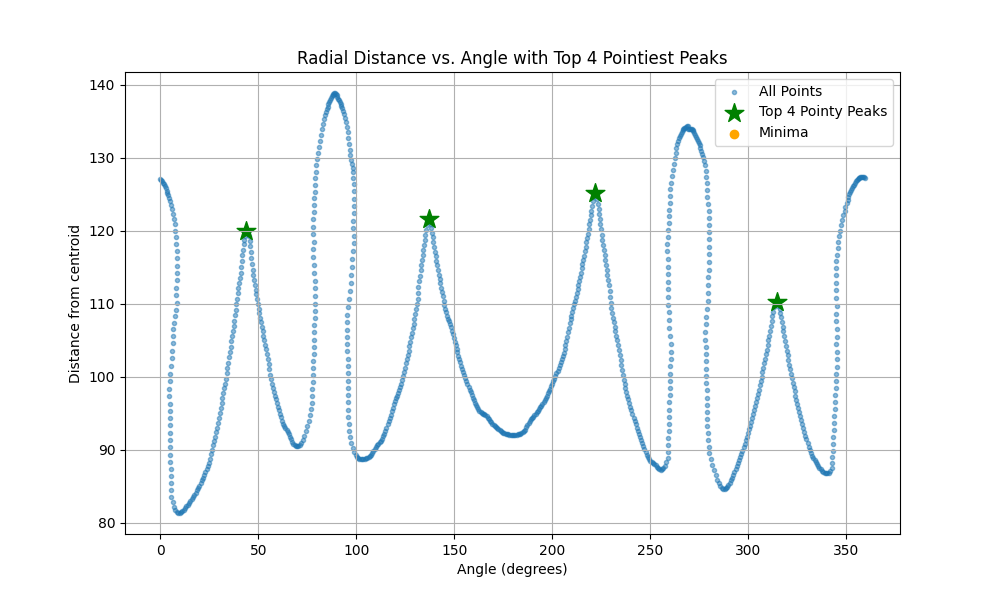 Radial Distance vs. Angle with Top 4 Pointiest Peaks
140
130
120
110
100
90
80
Distance from centroid
All Points
Top 4 Pointy Peaks
Minima
0 50 100 150 200 250 300 350
Angle (degrees)